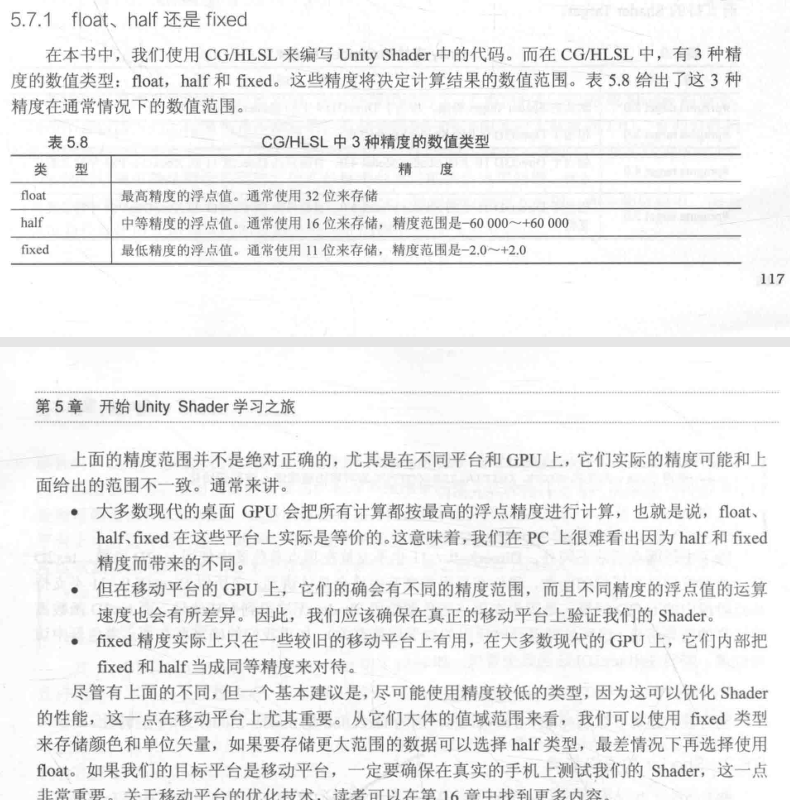 5.7.1 float、half 还是 fixed
在本书中，我们使用 CG/HLSL 来编写 Unity Shader 中的代码。而在 CG/HLSL 中，有 3 种精
度的数值类型：float，half 和 fixed。这些精度将决定计算结果的数值范围。表 5.8 给出了这 3 种
精度在通常情况下的数值范围。
表 5.8 CG/HLSL 中 3 种精度的数值类型
类 型 精 度
float 最高精度的浮点值。通常使用 32 位来存储
half 中等精度的浮点值。通常使用 16 位来存储，精度范围是−60 000～+60 000
fixed 最低精度的浮点值。通常使用 11 位来存储，精度范围是−2.0～+2.0
117
第 5 章 开始 Unity Shader 学习之旅
上面的精度范围并不是绝对正确的，尤其是在不同平台和 GPU 上，它们实际的精度可能和上
面给出的范围不一致。通常来讲。
● 大多数现代的桌面 GPU 会把所有计算都按最高的浮点精度进行计算，也就是说，float、
half、fixed 在这些平台上实际是等价的。这意味着，我们在 PC 上很难看出因为 half 和 fixed
精度而带来的不同。
● 但在移动平台的 GPU 上，它们的确会有不同的精度范围，而且不同精度的浮点值的运算
速度也会有所差异。因此，我们应该确保在真正的移动平台上验证我们的 Shader。
● fixed 精度实际上只在一些较旧的移动平台上有用，在大多数现代的 GPU 上，它们内部把
fixed 和 half 当成同等精度来对待。
尽管有上面的不同，但一个基本建议是，尽可能使用精度较低的类型，因为这可以优化 Shader
的性能，这一点在移动平台上尤其重要。从它们大体的值域范围来看，我们可以使用 fixed 类型
来存储颜色和单位矢量，如果要存储更大范围的数据可以选择 half 类型，最差情况下再选择使用
float。如果我们的目标平台是移动平台，一定要确保在真实的手机上测试我们的 Shader，这一点
非常重要。关于移动平台的优化技术，读者可以在第 16 章中找到更多内容。